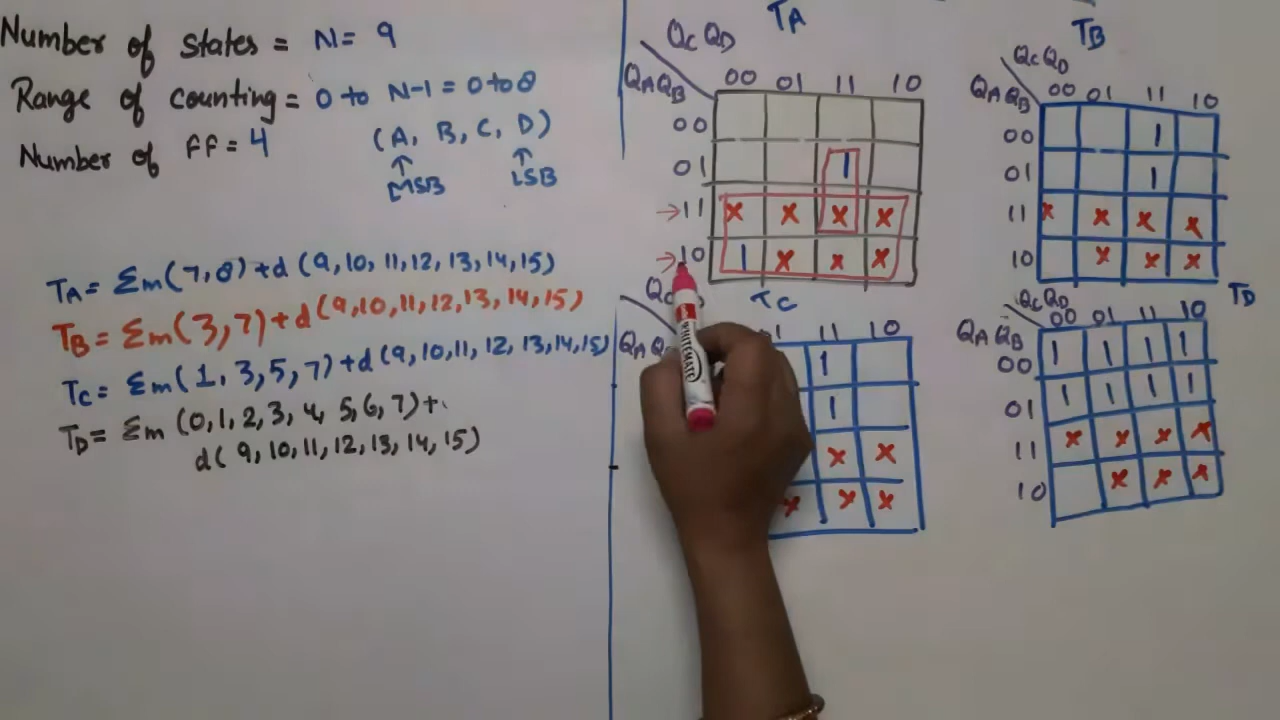 Number of states = N= 9
Range of counting = 0 to N-1 = 0 to 8
Number of FF = 4 (A, B, C, D)
MSB LSB
TA = Σm(7,8)+d (9,10,11,12,13,14,15)
TB = Σm(3,7)+d(9,10,11,12,13,14,15)
TC = Σm(1,3,5,7)+d(9,10,11,12,13,14,15)
TD = Σm (0,1,2,3,4,5,6,7)+
d( 9,10,11,12,13,14,15)
TA
QCQD
QAQB 00 01 11 10
00
01 1
→11 x x x x
→10 1 x x x
TB
QCQD
QAQB 00 01 11 10
00 1
01 1
11 x x x x
10 x x x
TC
11 10
1
1
x x
x x x
WHITEMATE
TD
QCQD
QAQB 00 01 11 10
00 1 1 1 1
01 1 1 1 1
11 x x x x
10 x x x